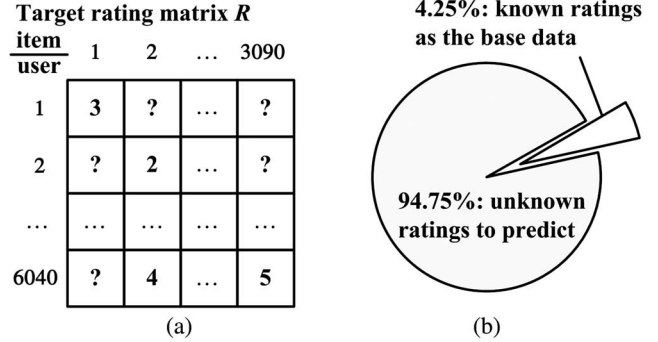 Target rating matrix R
item
user
1 2 ... 3090
1 3 ? ... ?
2 ? 2 ... ?
... ... ... ... ...
6040 ? 4 ... 5
(a)
4.25%: known ratings
as the base data
94.75%: unknown
ratings to predict
(b)